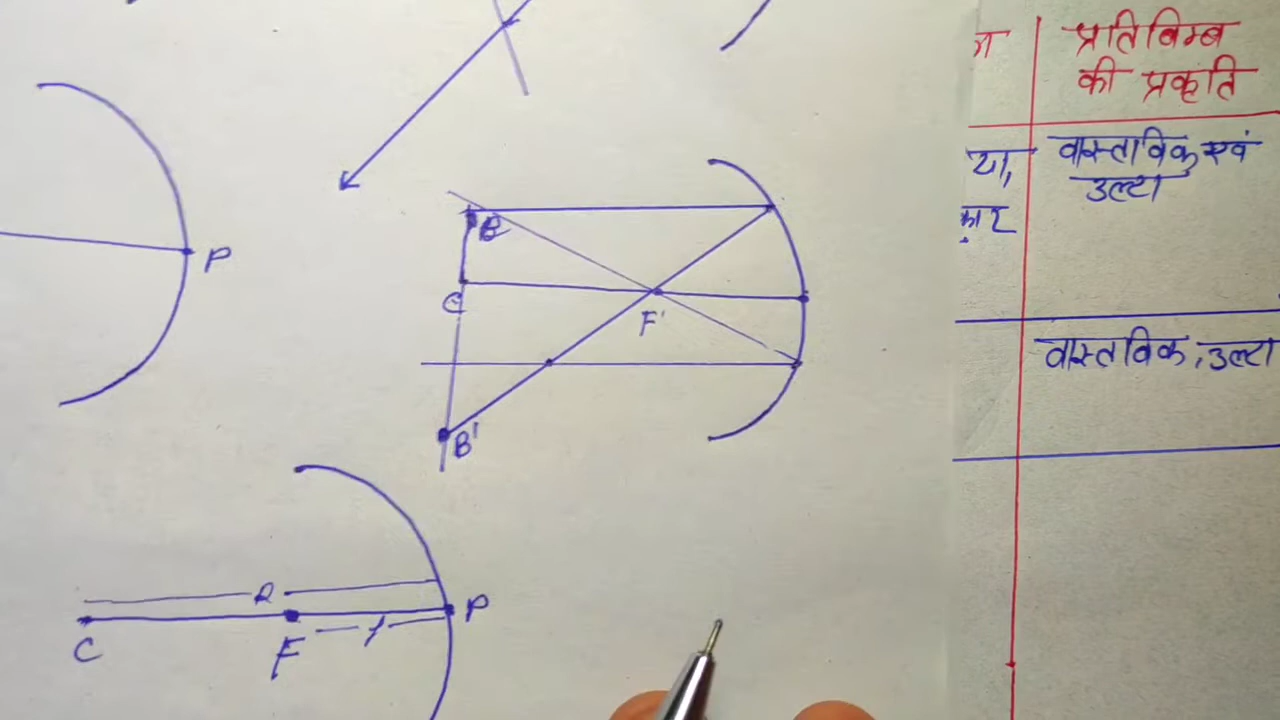 P
B
C
F'
B'
R
C
F
f
P
प्रतिबिम्ब
की प्रकृति
या,
वास्तविक एवं
उल्टा
कार
वास्तविक, उल्टा